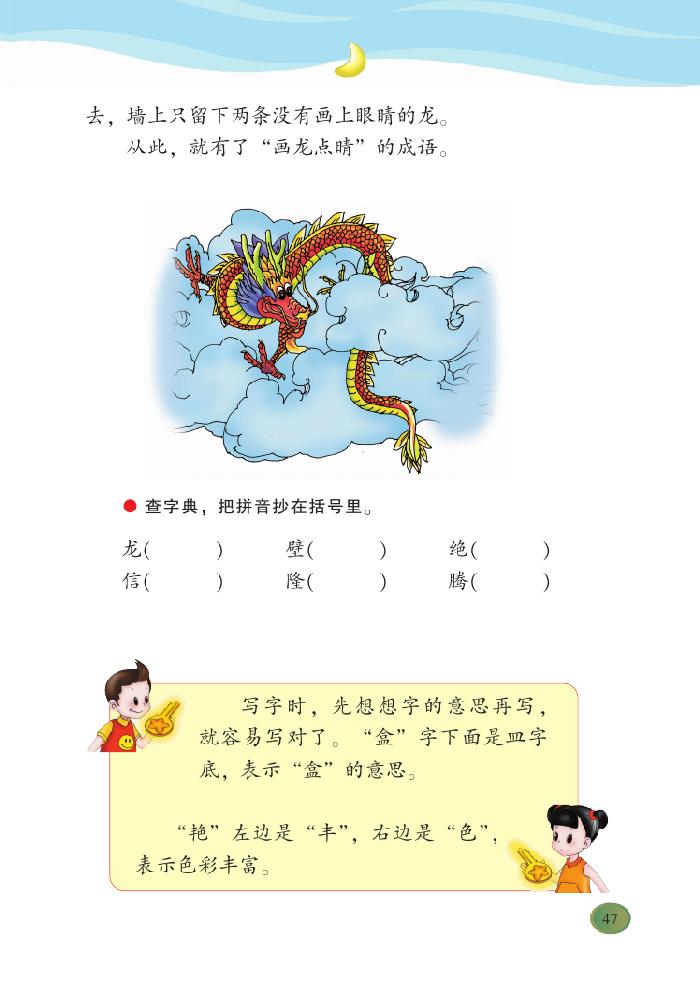 去，墙上只留下两条没有画上眼睛的龙。
从此，就有了“画龙点睛”的成语。
● 查字典，把拼音抄在括号里。
龙(　　　) 壁(　　　) 绝(　　　)
信(　　　) 隆(　　　) 腾(　　　)
写字时，先想想字的意思再写，
就容易写对了。“盒”字下面是皿字
底，表示“盒”的意思。
“艳”左边是“丰”，右边是“色”，
表示色彩丰富。
47